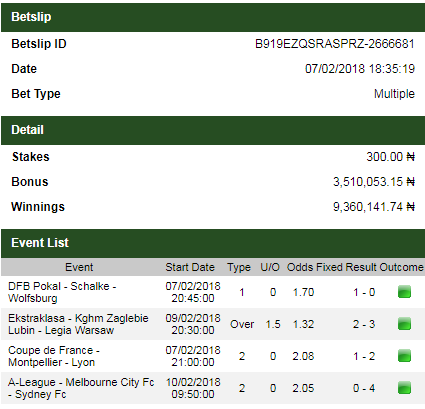 Betslip
Betslip ID B919EZQSRASPRZ-2666681
Date 07/02/2018 18:35:19
Bet Type Multiple
Detail
Stakes 300.00 ₦
Bonus 3,510,053.15 ₦
Winnings 9,360,141.74 ₦
Event List
Event Start Date Type U/O Odds Fixed Result Outcome
DFB Pokal - Schalke - Wolfsburg 07/02/2018 20:45:00 1 0 1.70 1 - 0
Ekstraklasa - Kghm Zaglebie Lubin - Legia Warsaw 09/02/2018 20:30:00 Over 1.5 1.32 2 - 3
Coupe de France - Montpellier - Lyon 07/02/2018 21:00:00 2 0 2.08 1 - 2
A-League - Melbourne City Fc - Sydney Fc 10/02/2018 09:50:00 2 0 2.05 0 - 4